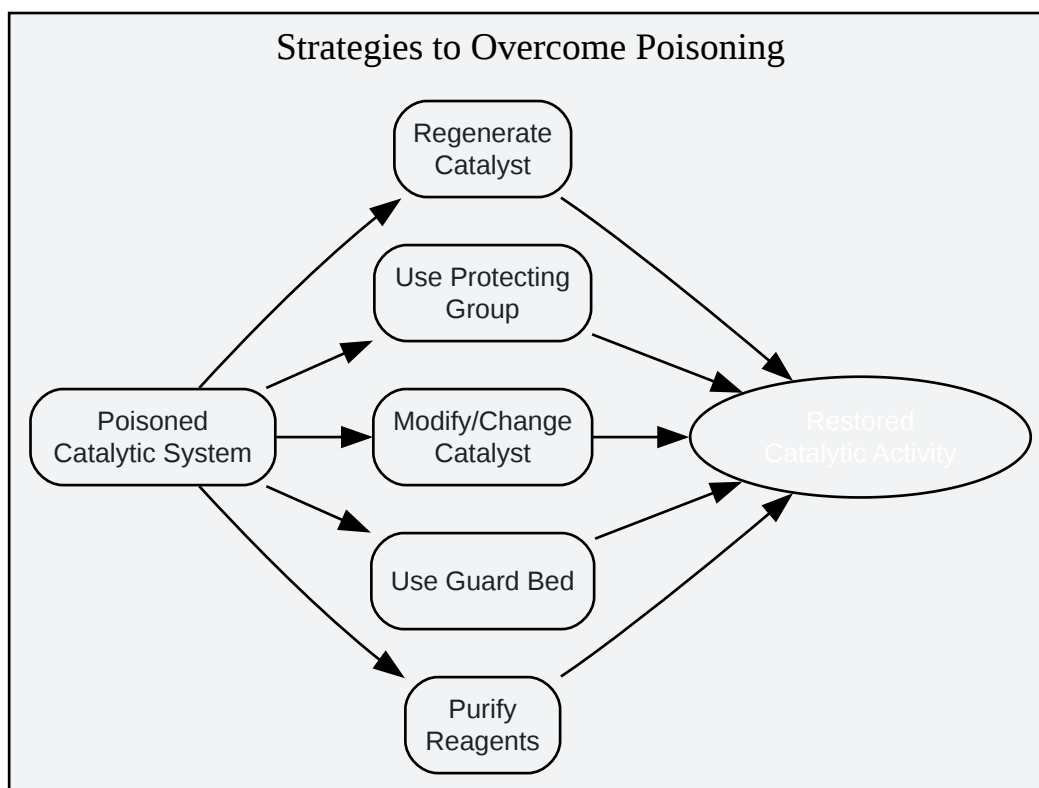 Strategies to Overcome Poisoning
Regenerate
Catalyst
Use Protecting
Group
Poisoned
Catalytic System
Modify/Change
Catalyst
Restored
Catalytic Activity
Use Guard Bed
Purify
Reagents